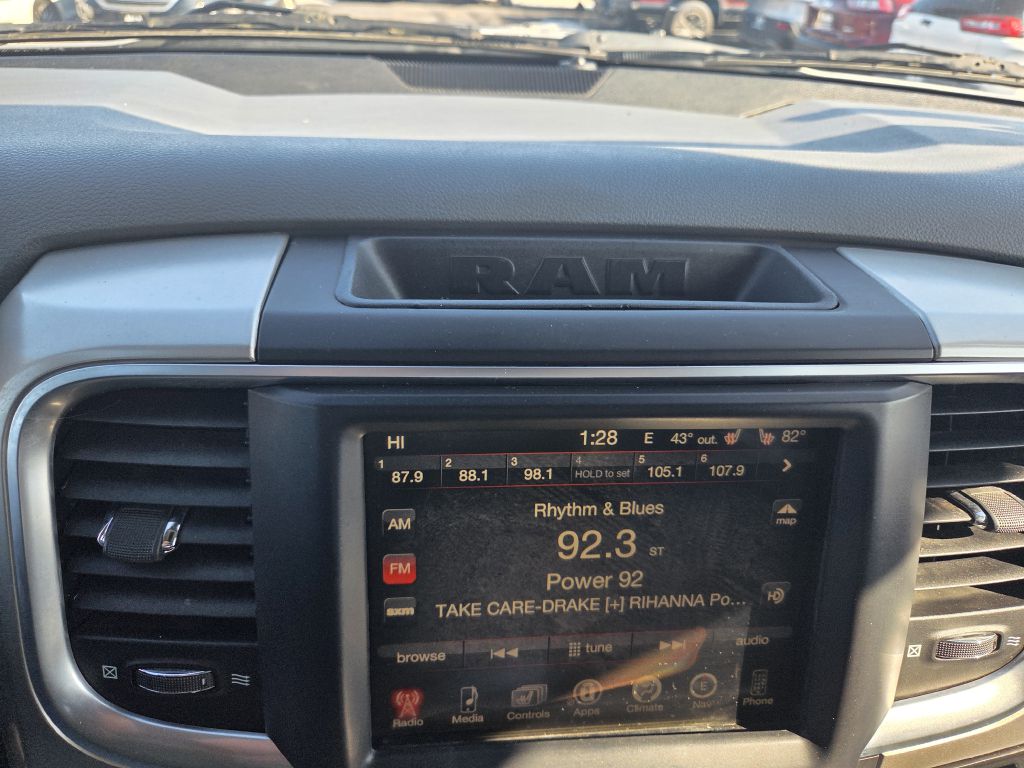 RAM
HI 1:28 E 43° out. 82°
1 87.9 2 88.1 3 98.1 4 HOLD to set 5 105.1 6 107.9
Rhythm & Blues
AM map
92.3 ST
FM Power 92
sxm TAKE CARE-DRAKE [+] RIHANNA Po... HD
browse tune audio
Radio Media Controls Apps Climate E Nav Phone